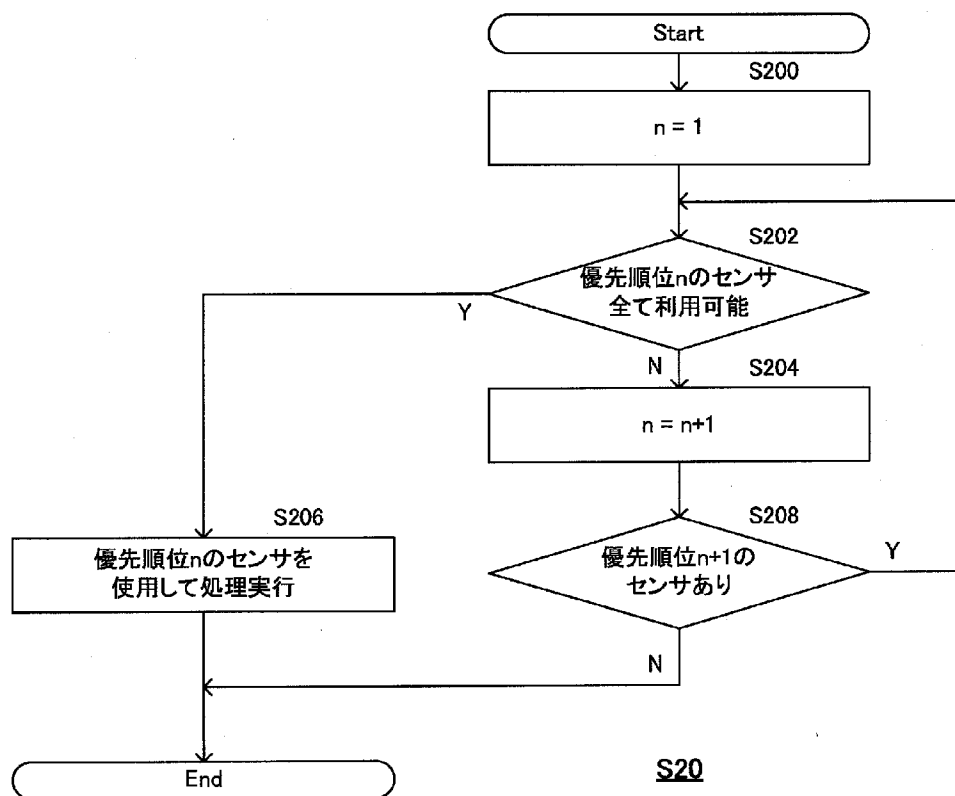 Start
S200
n = 1
S202
優先順位nのセンサ
全て利用可能
Y
N
S204
n = n+1
S206
優先順位nのセンサを
使用して処理実行
S208
優先順位n+1の
センサあり
Y
N
End
S20